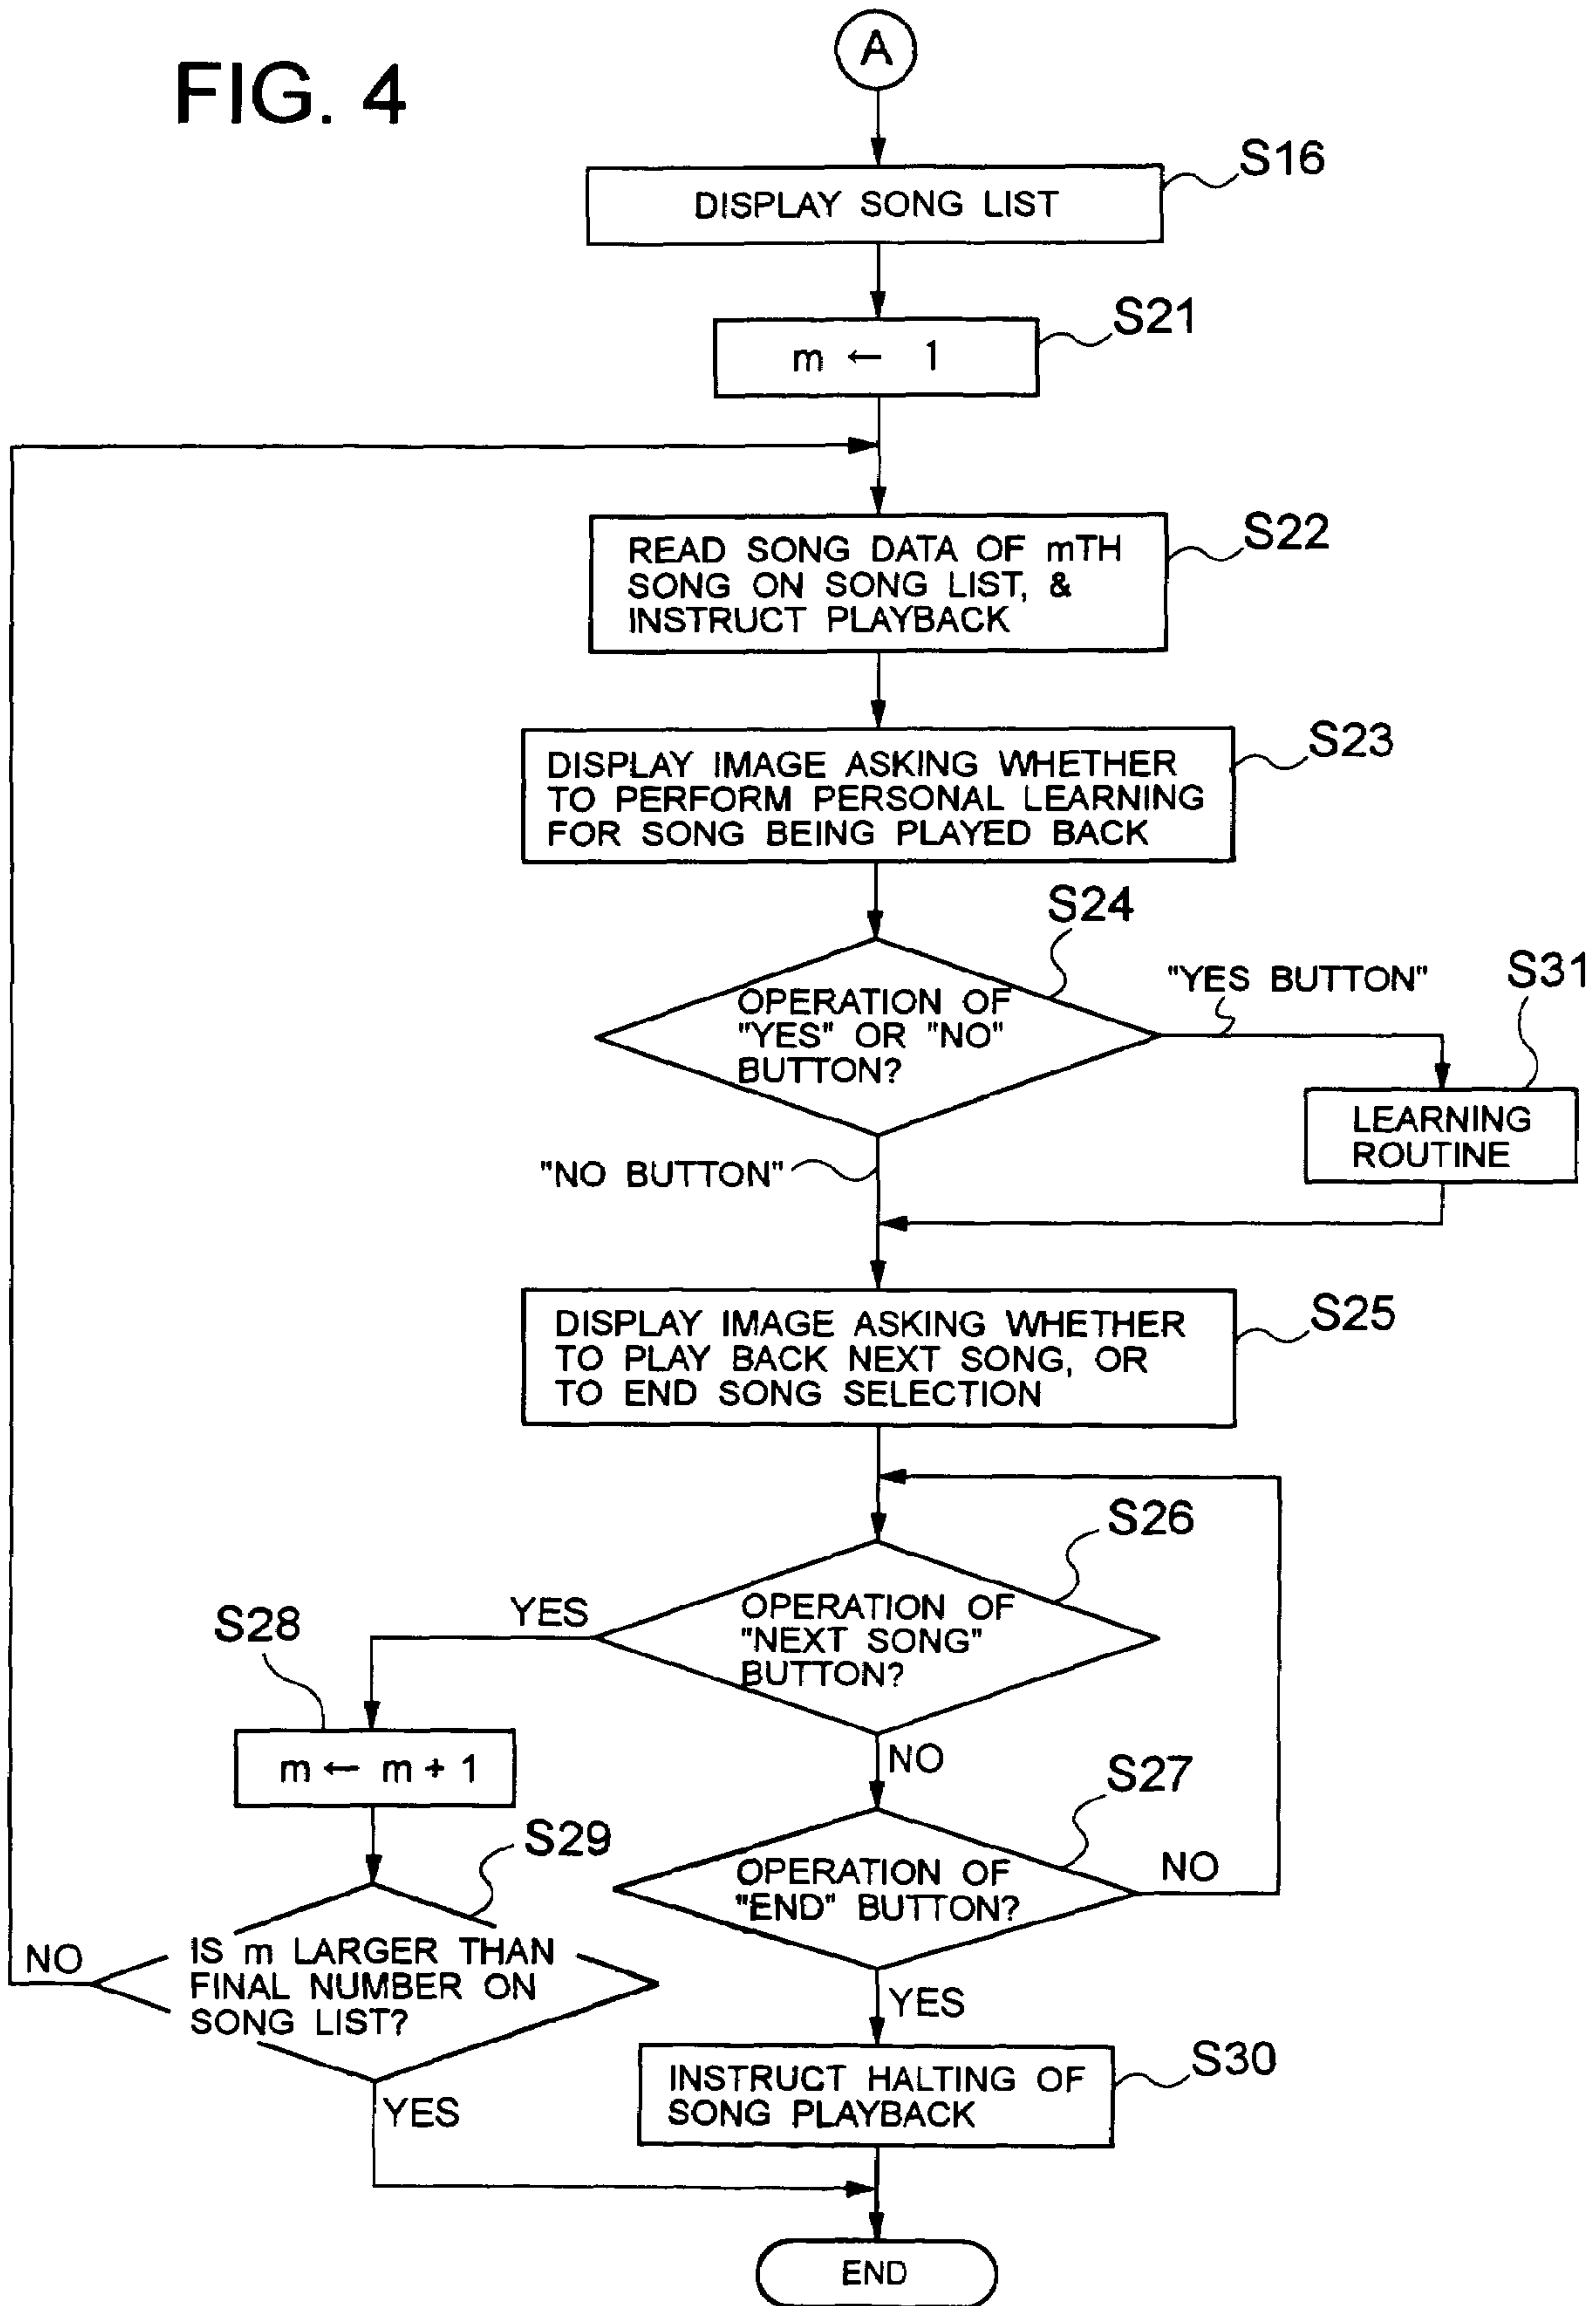 FIG. 4
A
S16
DISPLAY SONG LIST
S21
m ← 1
S22
READ SONG DATA OF mTH
SONG ON SONG LIST, &
INSTRUCT PLAYBACK
S23
DISPLAY IMAGE ASKING WHETHER
TO PERFORM PERSONAL LEARNING
FOR SONG BEING PLAYED BACK
S24
OPERATION OF
"YES" OR "NO"
BUTTON?
"YES BUTTON"
S31
LEARNING
ROUTINE
"NO BUTTON"
S25
DISPLAY IMAGE ASKING WHETHER
TO PLAY BACK NEXT SONG, OR
TO END SONG SELECTION
S26
OPERATION OF
"NEXT SONG"
BUTTON?
YES
S28
m ← m + 1
NO
S27
OPERATION OF
"END" BUTTON?
NO
S29
IS m LARGER THAN
FINAL NUMBER ON
SONG LIST?
NO
YES
YES
S30
INSTRUCT HALTING OF
SONG PLAYBACK
END